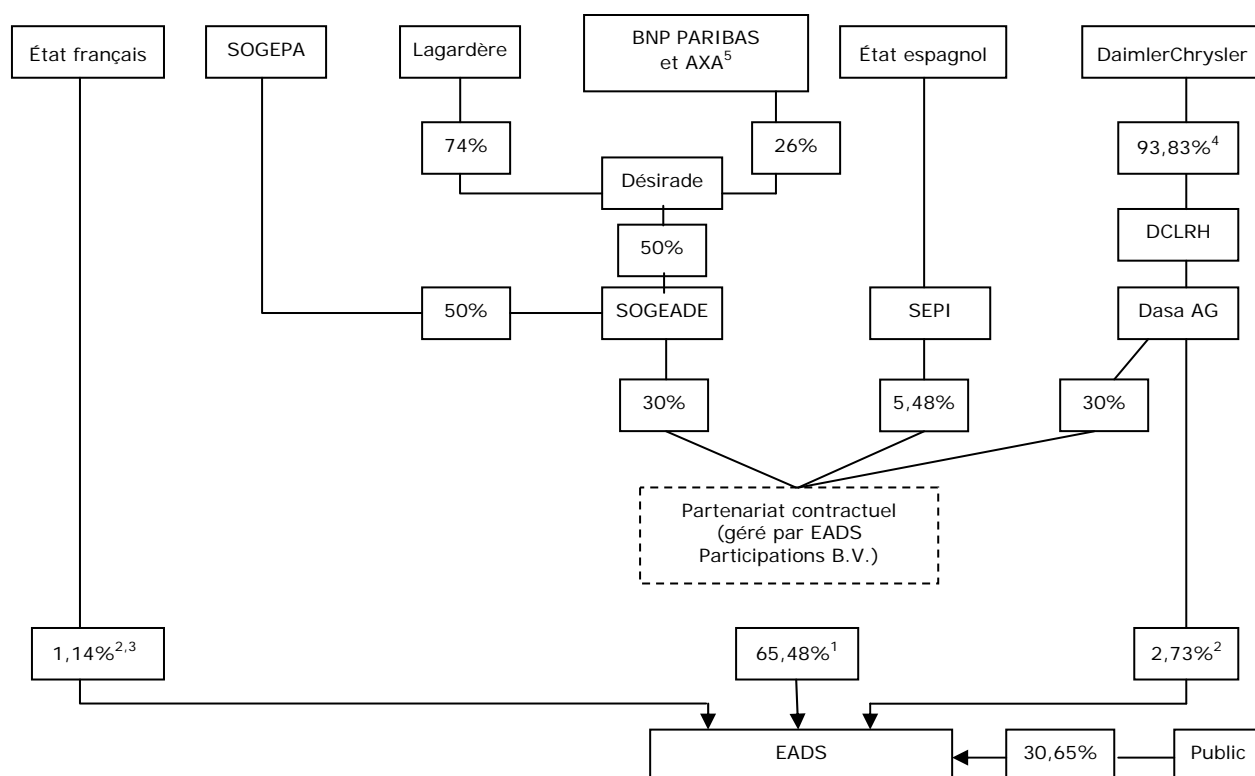 État français
SOGEPA
Lagardère
BNP PARIBAS
et AXA5
État espagnol
DaimlerChrysler
74%
26%
93,83%4
Désirade
DCLRH
50%
50%
SOGEADE
SEPI
Dasa AG
30%
5,48%
30%
Partenariat contractuel
(géré par EADS
Participations B.V.)
1,14%2,3
65,48%1
2,73%2
EADS
30,65%
Public